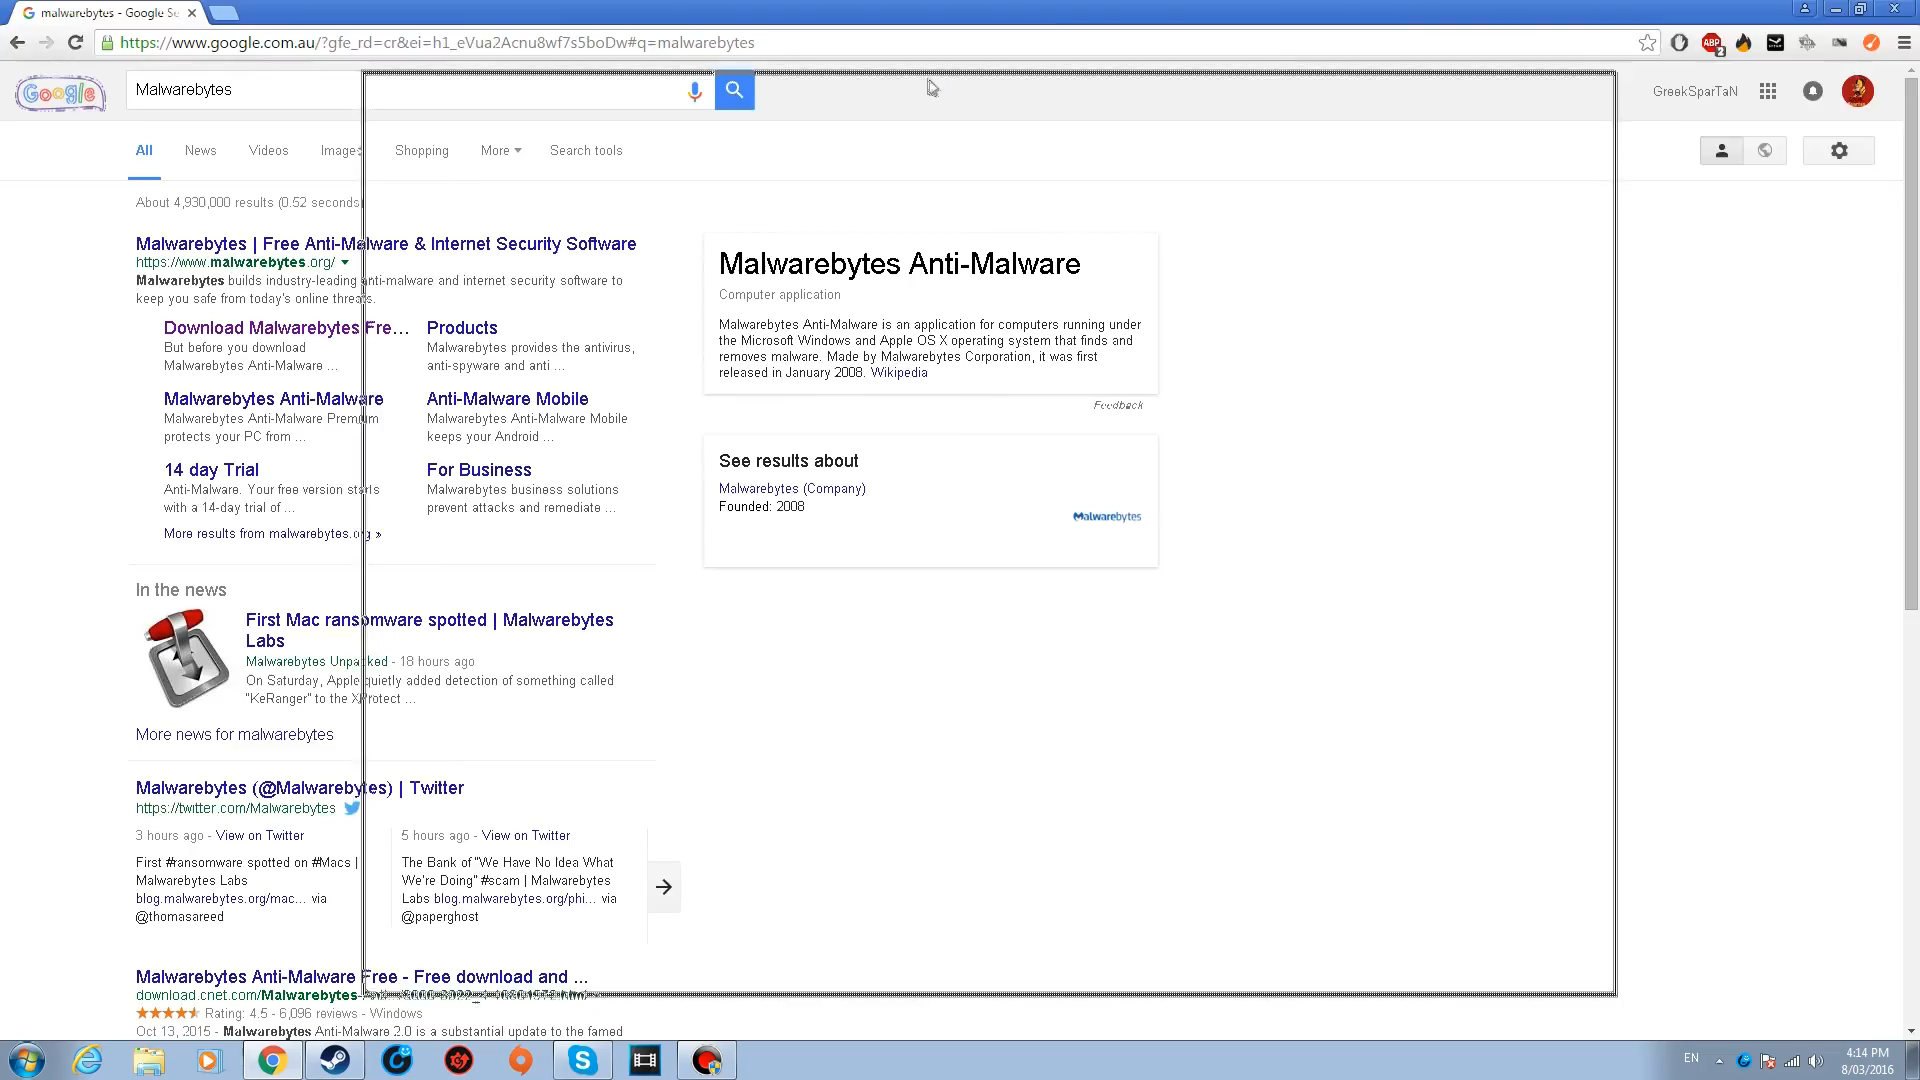 malwarebytes - Google Se
https://www.google.com.au/?gfe_rd=cr&ei=h1_eVua2Acnu8wf7s5boDw#q=malwarebytes
ABP
2
Google
Malwarebytes
GreekSparTaN
All News Videos Images Shopping More Search tools
About 4,930,000 results (0.52 seconds)
Malwarebytes | Free Anti-Malware & Internet Security Software
https://www.malwarebytes.org/
Malwarebytes builds industry-leading anti-malware and internet security software to
keep you safe from today's online threats.
Download Malwarebytes Fre...
But before you download
Malwarebytes Anti-Malware ...
Products
Malwarebytes provides the antivirus,
anti-spyware and anti ...
Malwarebytes Anti-Malware
Malwarebytes Anti-Malware Premium
protects your PC from ...
Anti-Malware Mobile
Malwarebytes Anti-Malware Mobile
keeps your Android ...
14 day Trial
Anti-Malware. Your free version starts
with a 14-day trial of ...
For Business
Malwarebytes business solutions
prevent attacks and remediate ...
More results from malwarebytes.org »
In the news
First Mac ransomware spotted | Malwarebytes
Labs
Malwarebytes Unpacked - 18 hours ago
On Saturday, Apple quietly added detection of something called
"KeRanger" to the XProtect ...
More news for malwarebytes
Malwarebytes (@Malwarebytes) | Twitter
https://twitter.com/Malwarebytes
3 hours ago - View on Twitter
First #ransomware spotted on #Macs |
Malwarebytes Labs
blog.malwarebytes.org/mac... via
@thomasareed
5 hours ago - View on Twitter
The Bank of "We Have No Idea What
We're Doing" #scam | Malwarebytes
Labs blog.malwarebytes.org/phi... via
@paperghost
Malwarebytes Anti-Malware Free - Free download and ...
download.cnet.com/Malwarebytes-
Rating: 4.5 - 6,096 reviews - Windows
Oct 13, 2015 - Malwarebytes Anti-Malware 2.0 is a substantial update to the famed
Malwarebytes Anti-Malware
Computer application
Malwarebytes Anti-Malware is an application for computers running under
the Microsoft Windows and Apple OS X operating system that finds and
removes malware. Made by Malwarebytes Corporation, it was first
released in January 2008. Wikipedia
Feedback
See results about
Malwarebytes (Company)
Founded: 2008
Malwarebytes
EN
4:14 PM
8/03/2016